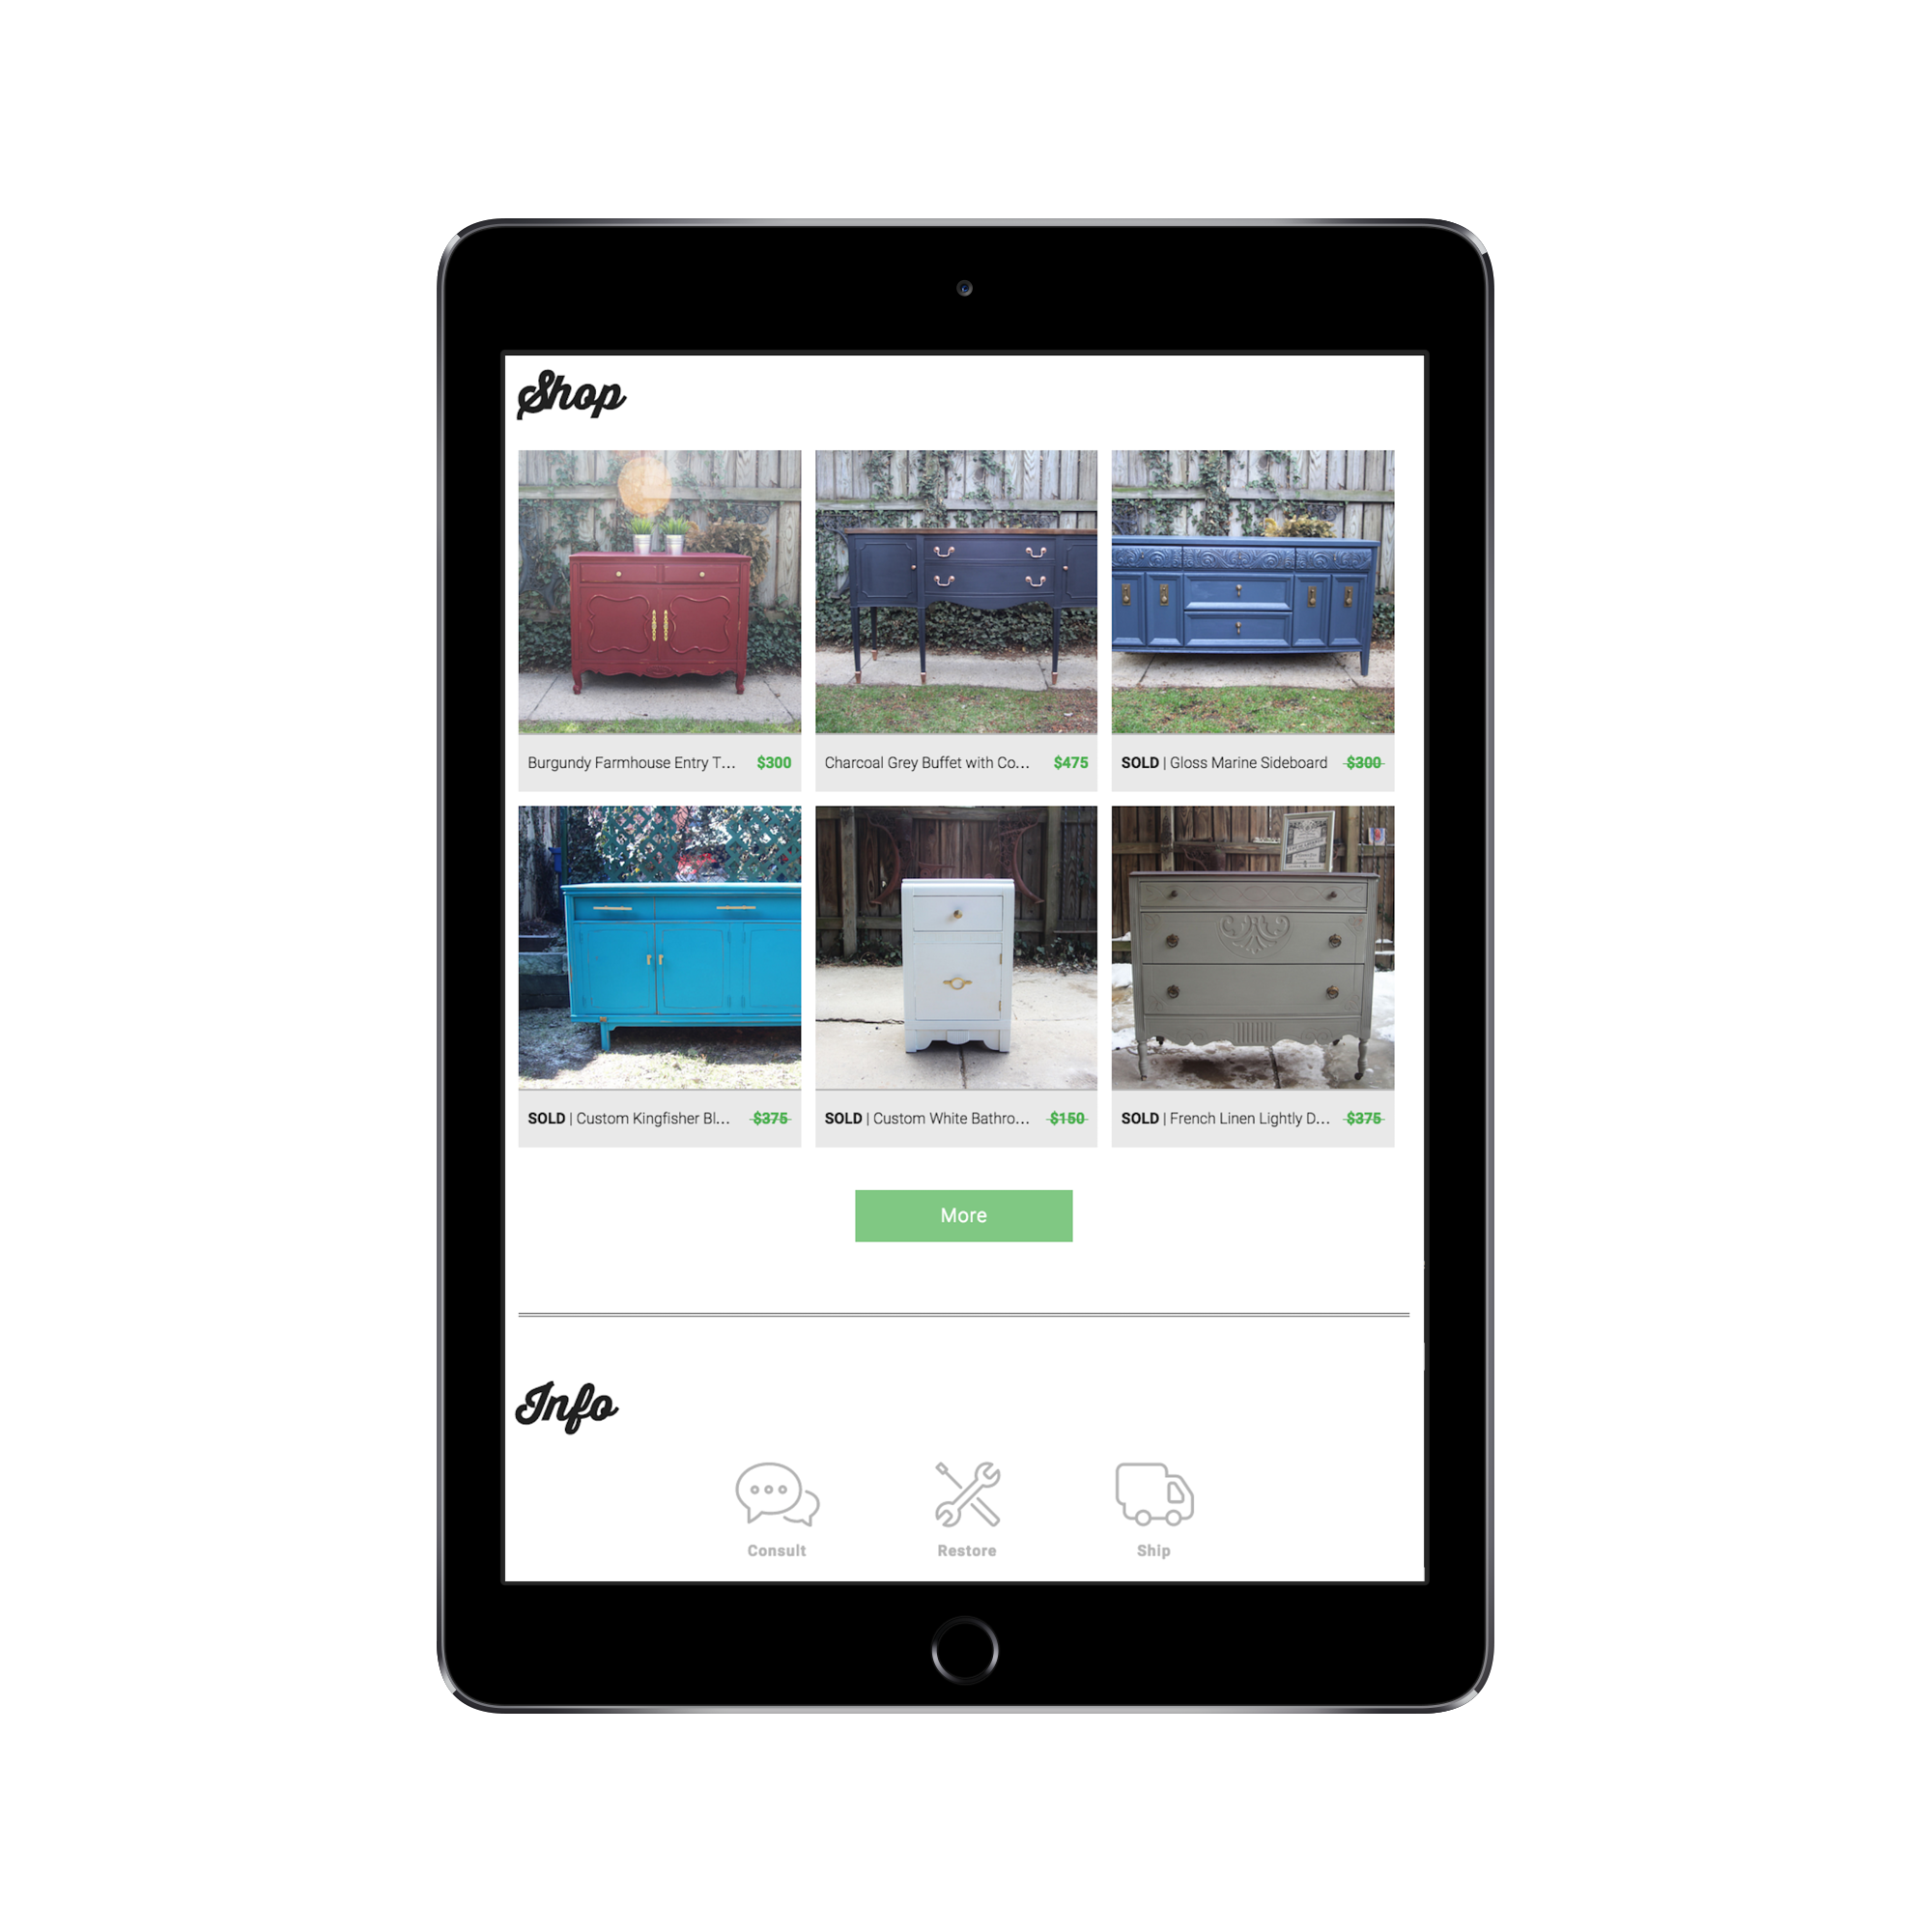 Shop
Burgundy Farmhouse Entry T... $300
Charcoal Grey Buffet with Co... $475
SOLD | Gloss Marine Sideboard $300
SOLD | Custom Kingfisher Bl... $375
SOLD | Custom White Bathro... $150
SOLD | French Linen Lightly D... $375
More
Info
Consult
Restore
Ship